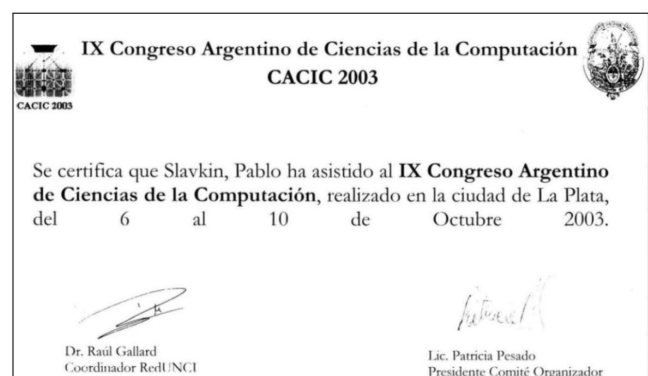 IX Congreso Argentino de Ciencias de la Computación
CACIC 2003
CACIC 2003
Se certifica que Slavkin, Pablo ha asistido al IX Congreso Argentino
de Ciencias de la Computación, realizado en la ciudad de La Plata,
del 6 al 10 de Octubre 2003.
Dr. Raúl Gallard
Coordinador RedUNCI
Lic. Patricia Pesado
Presidente Comité Organizador